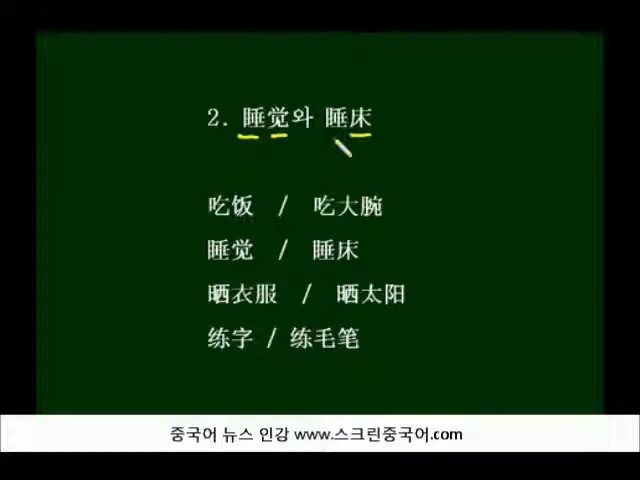 2. 睡觉와 睡床
吃饭 / 吃大腕
睡觉 / 睡床
晒衣服 / 晒太阳
练字 / 练毛笔
중국어 뉴스 인강 www.스크린중국어.com